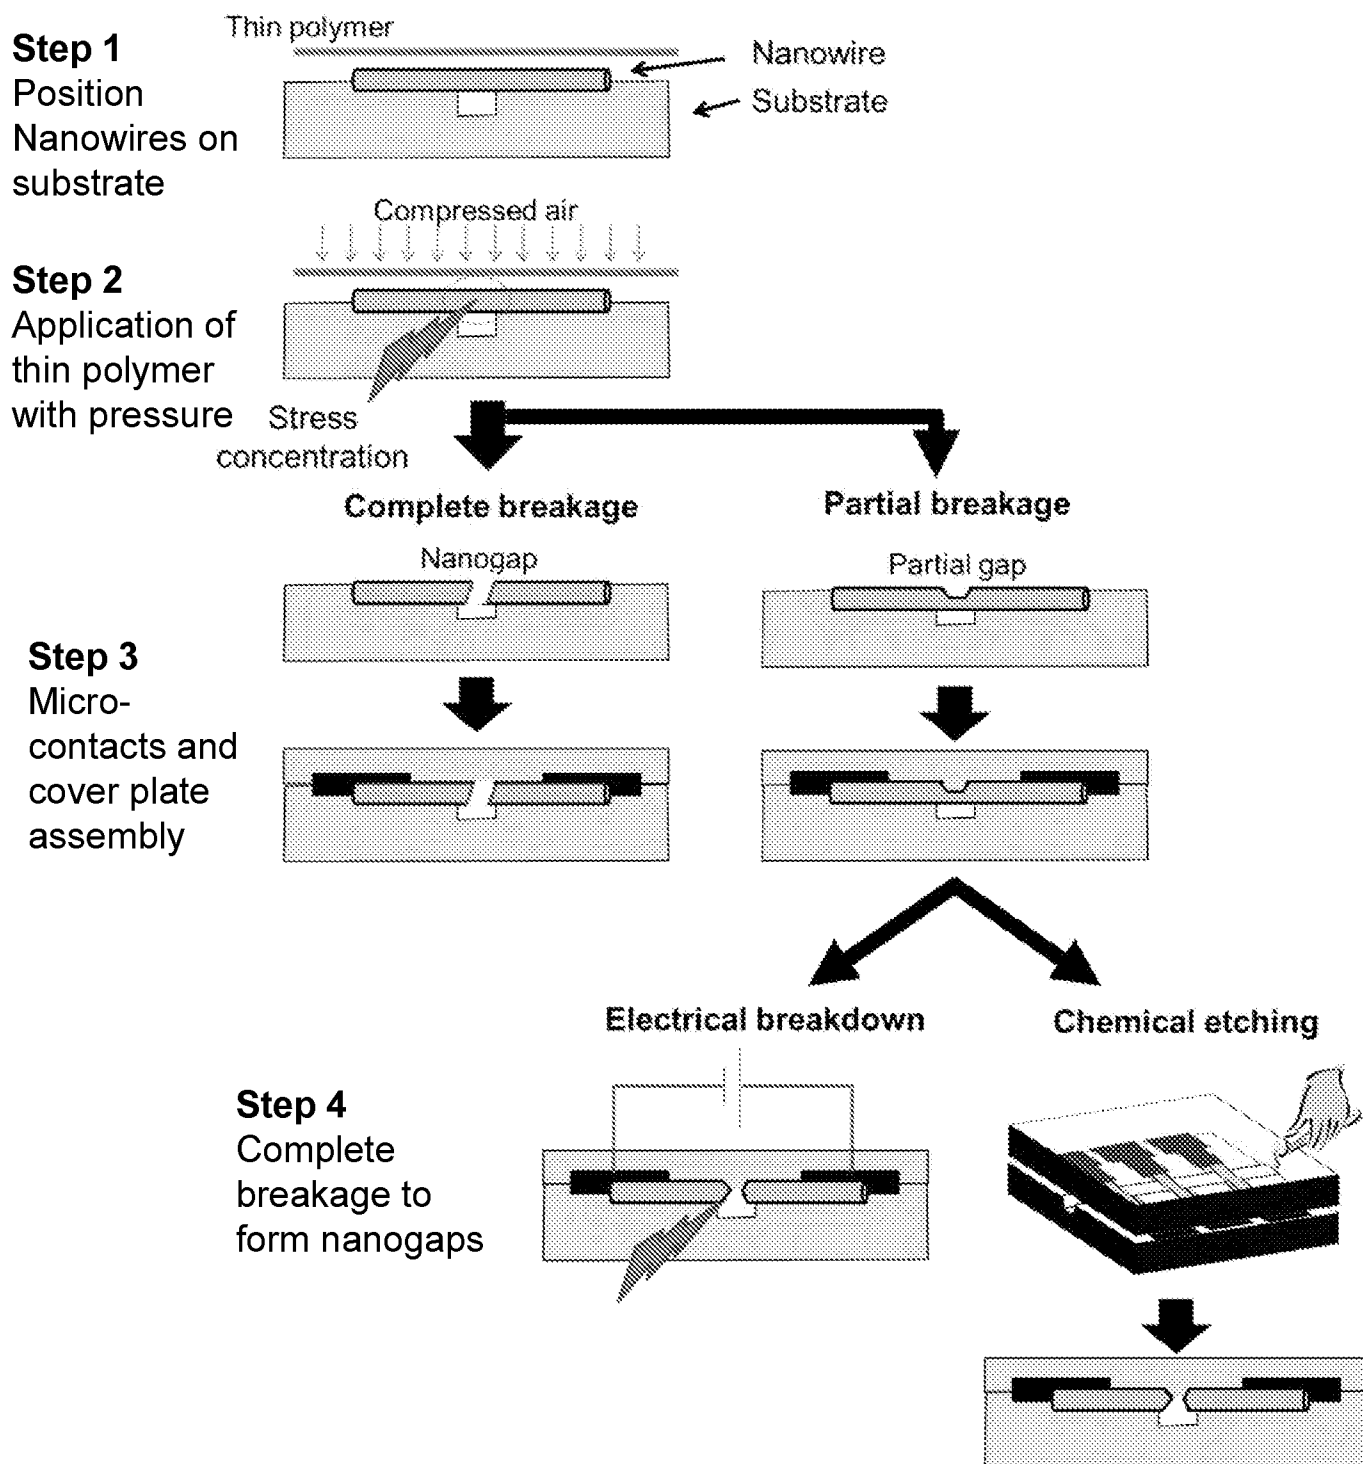 Thin polymer
Step 1
Position
Nanowires on
substrate
Nanowire
Substrate
Compressed air
Step 2
Application of
thin polymer
with pressure
Stress
concentration
Complete breakage
Partial breakage
Nanogap
Partial gap
Step 3
Micro-
contacts and
cover plate
assembly
Electrical breakdown
Chemical etching
Step 4
Complete
breakage to
form nanogaps